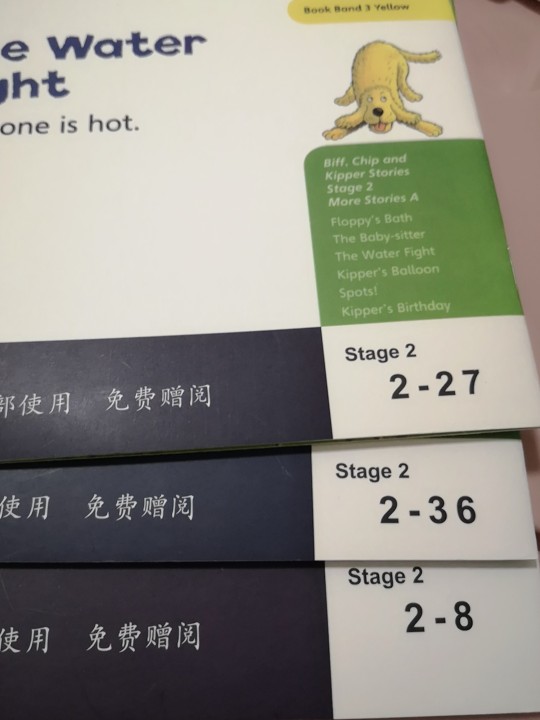 Book Band 3 Yellow
e Water
ght
one is hot.
Biff, Chip and
Kipper Stories
Stage 2
More Stories A
Floppy's Bath
The Baby-sitter
The Water Fight
Kipper's Balloon
Spots!
Kipper's Birthday
部使用 免费赠阅
Stage 2
2-27
使用 免费赠阅
Stage 2
2-36
使用 免费赠阅
Stage 2
2-8